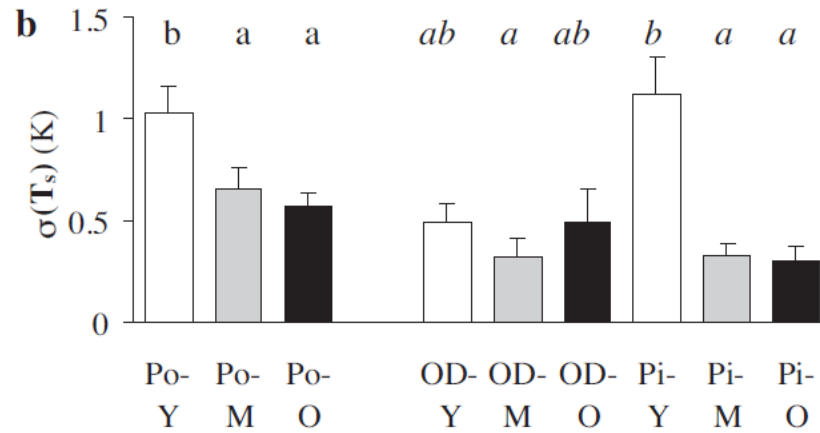 b
1.5 b a a ab a ab b a a
1
0.5
0
σ(Ts) (K)
Po- Po- Po- OD- OD- OD- Pi- Pi- Pi-
Y M O Y M O Y M O